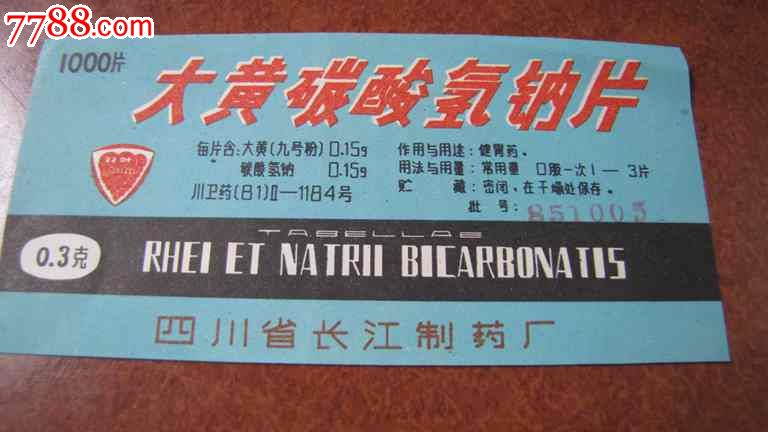 7788.com
1000片
大黄碳酸氢钠片
每片含:大黄(九号粉)0.15g
碳酸氢钠 0.15g
川卫药(81)Ⅱ—1184号
作用与用途:健胃药。
用法与用量:常用量 口服一次1—3片
贮 藏:密闭,在干燥处保存。
批 号:851003
双叶
0.3克
TABELLAE
RHEI ET NATRII BICARBONATIS
四川省长江制药厂